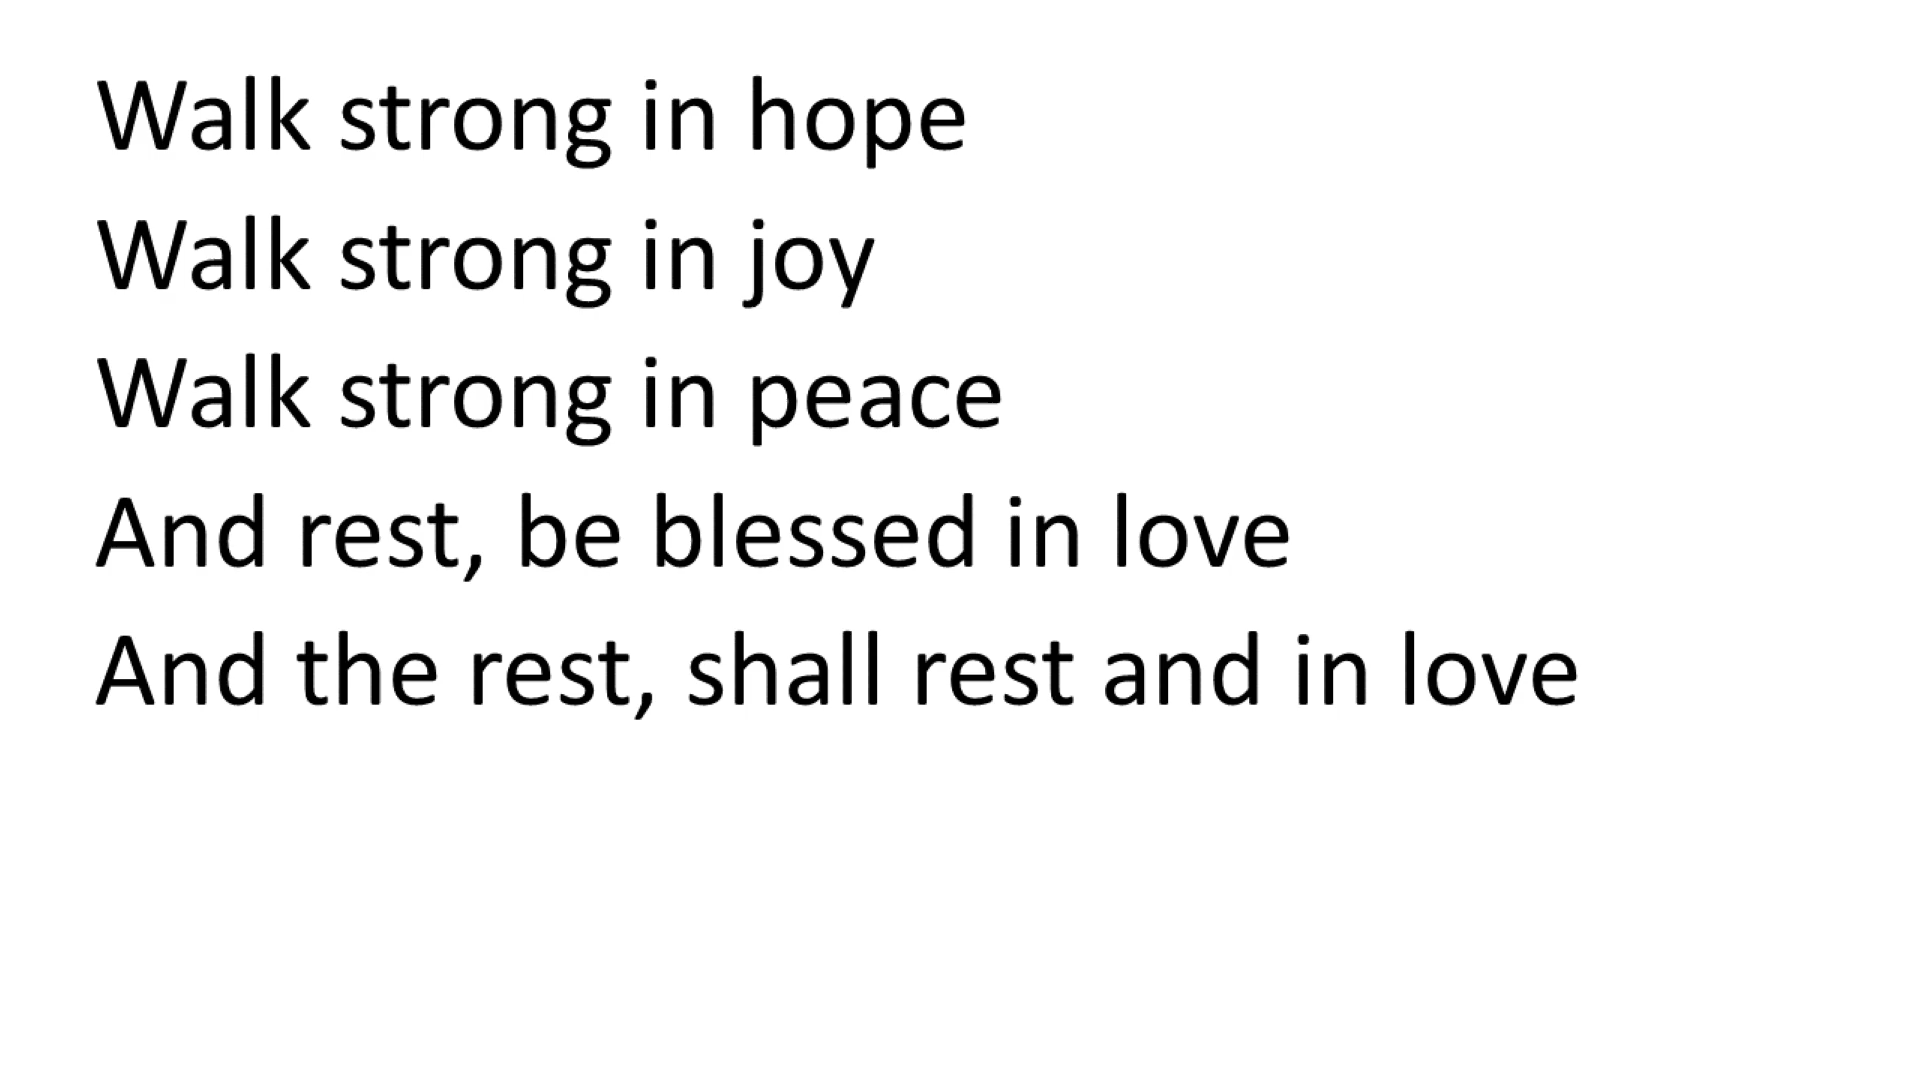 Walk strong in hope
Walk strong in joy
Walk strong in peace
And rest, be blessed in love
And the rest, shall rest and in love